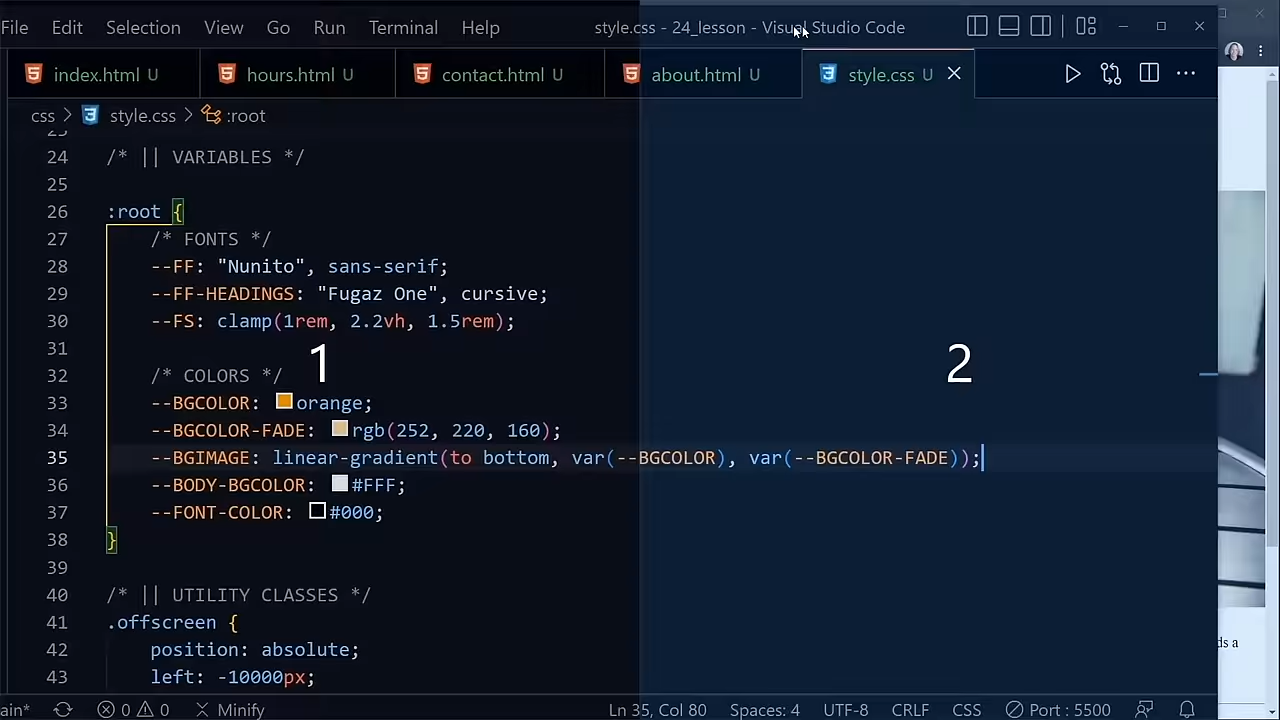 File Edit Selection View Go Run Terminal Help style.css - 24_lesson - Visual Studio Code
index.html U hours.html U contact.html U about.html U style.css U
css > style.css > :root
23
24 /* || VARIABLES */
25
26 :root {
27 /* FONTS */
28 --FF: "Nunito", sans-serif;
29 --FF-HEADINGS: "Fugaz One", cursive;
30 --FS: clamp(1rem, 2.2vh, 1.5rem);
31
1 2
32 /* COLORS */
33 --BGCOLOR: orange;
34 --BGCOLOR-FADE: rgb(252, 220, 160);
35 --BGIMAGE: linear-gradient(to bottom, var(--BGCOLOR), var(--BGCOLOR-FADE));
36 --BODY-BGCOLOR: #FFF;
37 --FONT-COLOR: #000;
38 }
39
40 /* || UTILITY CLASSES */
41 .offscreen {
42 position: absolute;
ds a
43 left: -10000px;
ain* 0 0 Minify Ln 35, Col 80 Spaces: 4 UTF-8 CRLF CSS Port : 5500